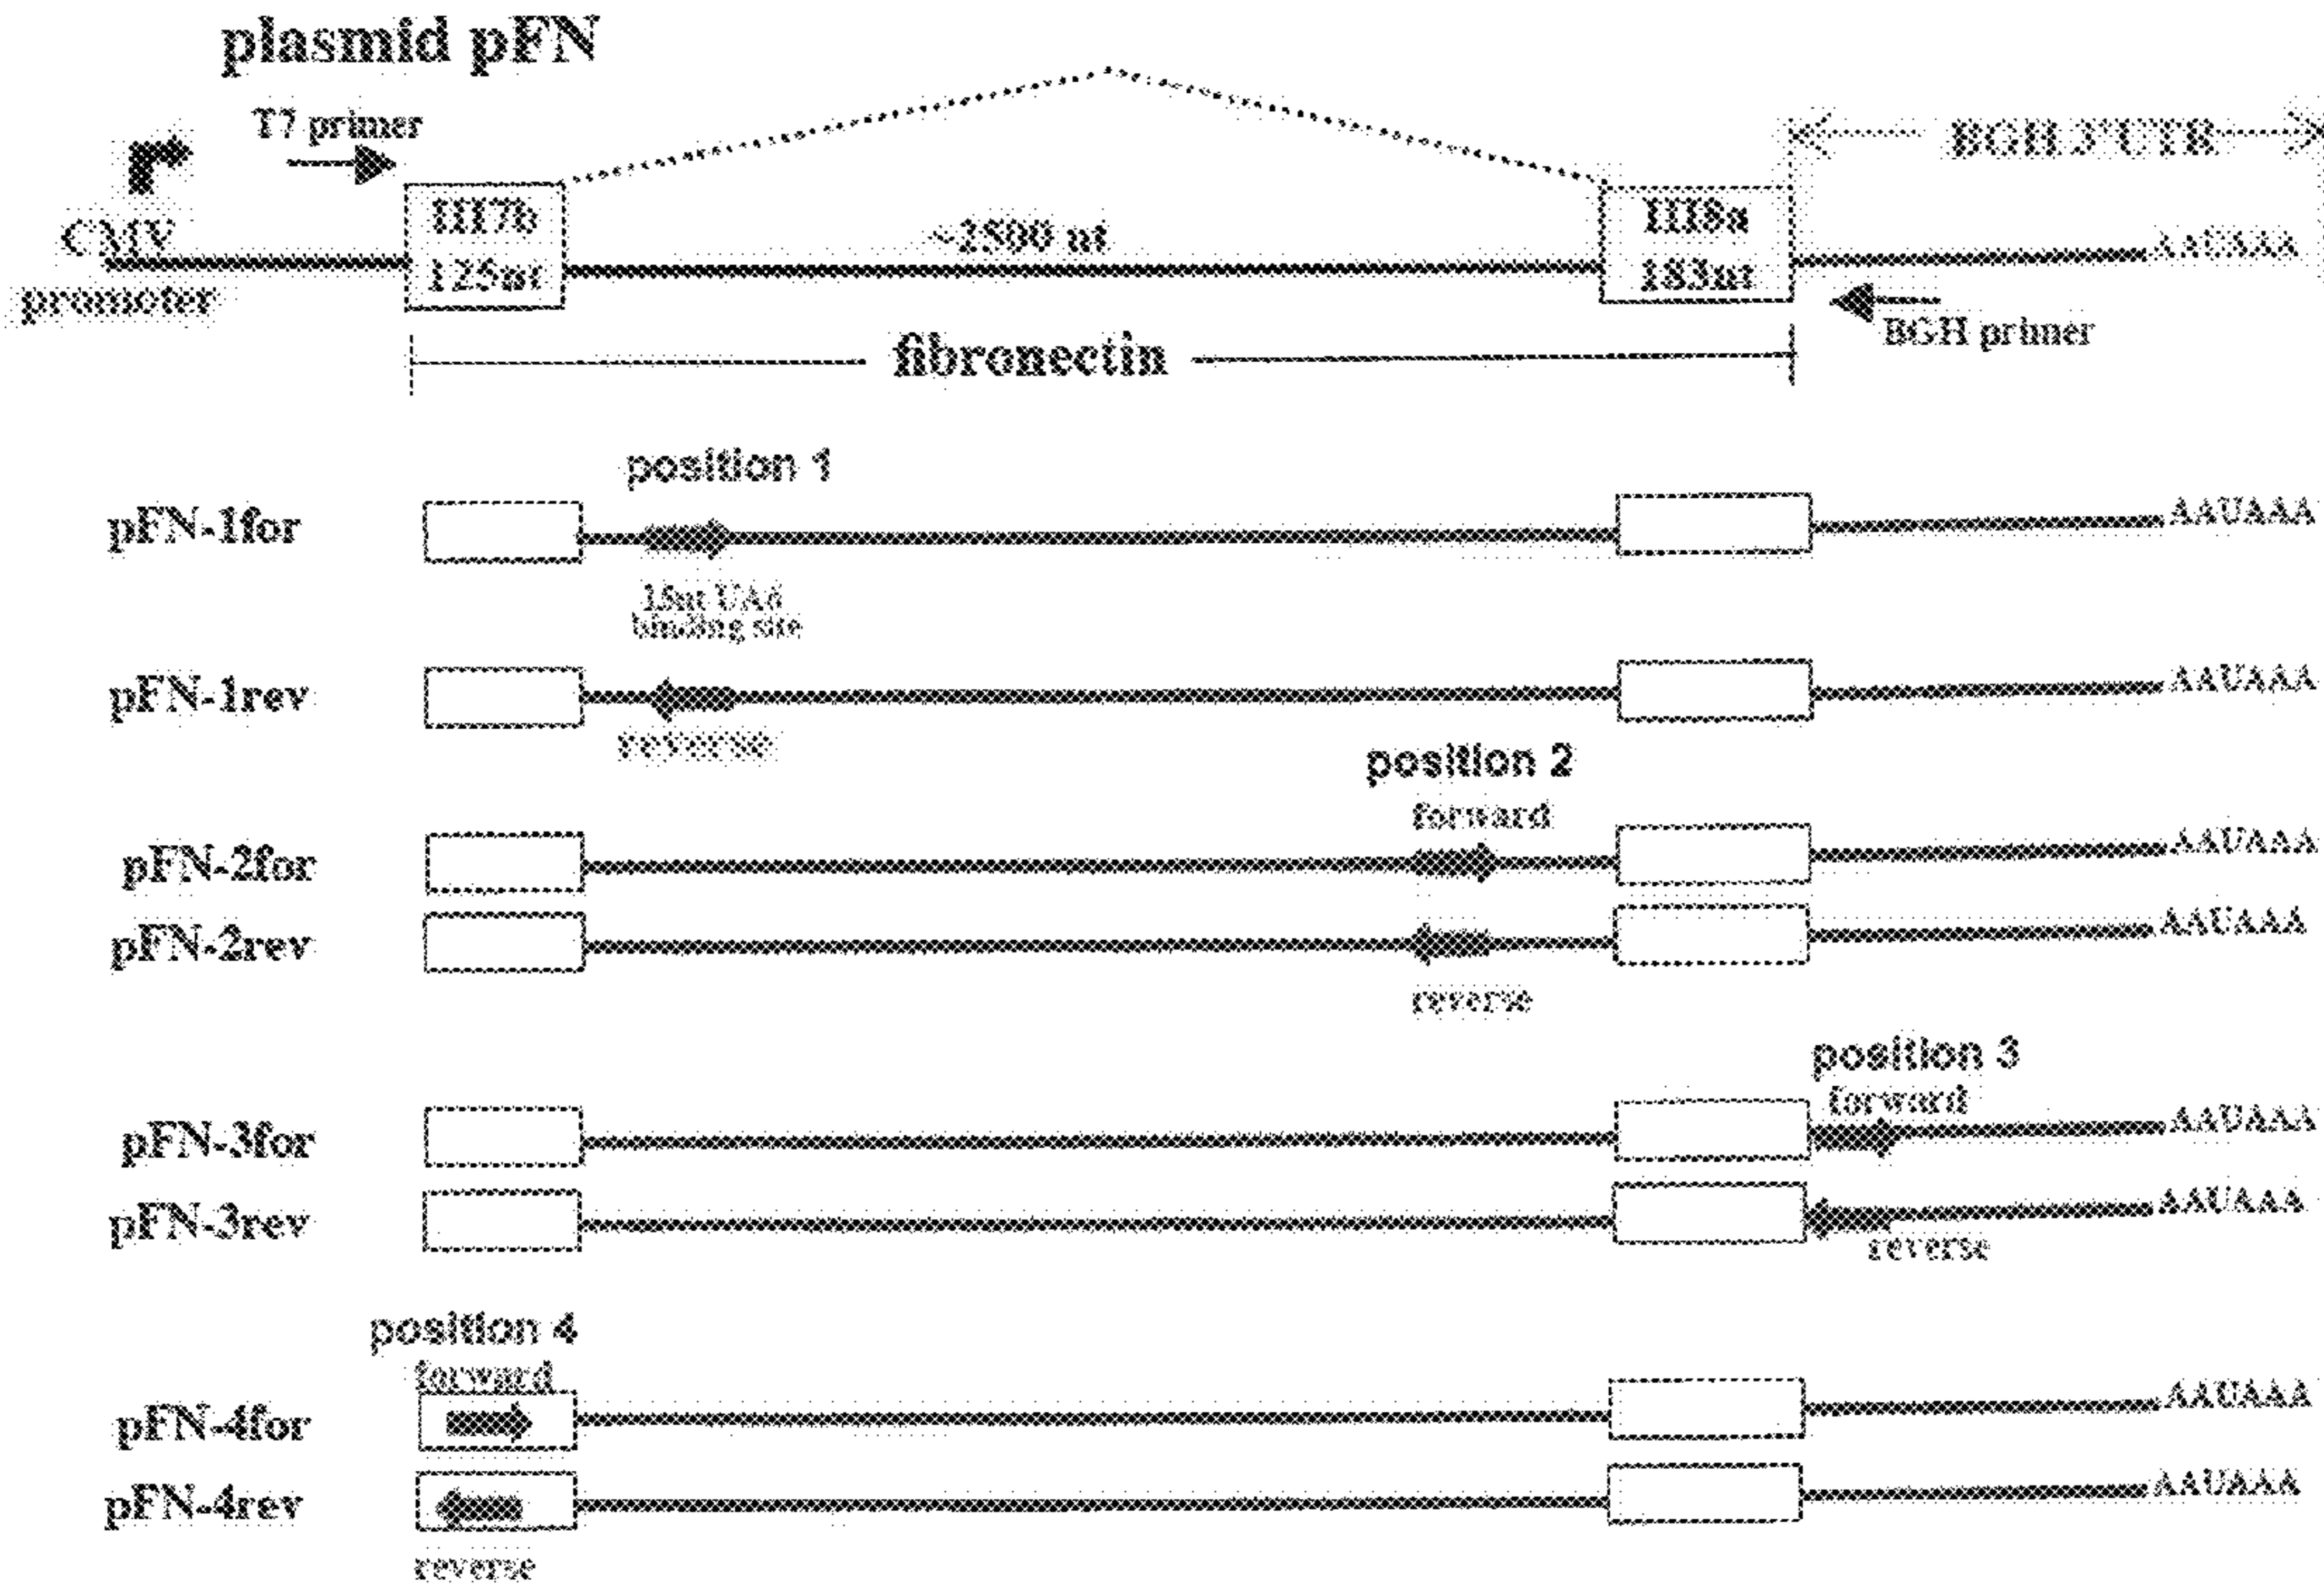 plasmid pFN
T7 primer
BGH 3'UTR
III7b
III8a
CMV
nt
125nt
183nt
promoter
BGH primer
fibronectin
position 1
pFN-1for
AAUAAA
15nt UA6
binding site
pFN-1rev
AAUAAA
reverse
position 2
forward
pFN-2for
AAUAAA
pFN-2rev
AAUAAA
reverse
position 3
forward
pFN-3for
AAUAAA
pFN-3rev
AAUAAA
reverse
position 4
forward
pFN-4for
AAUAAA
pFN-4rev
AAUAAA
reverse